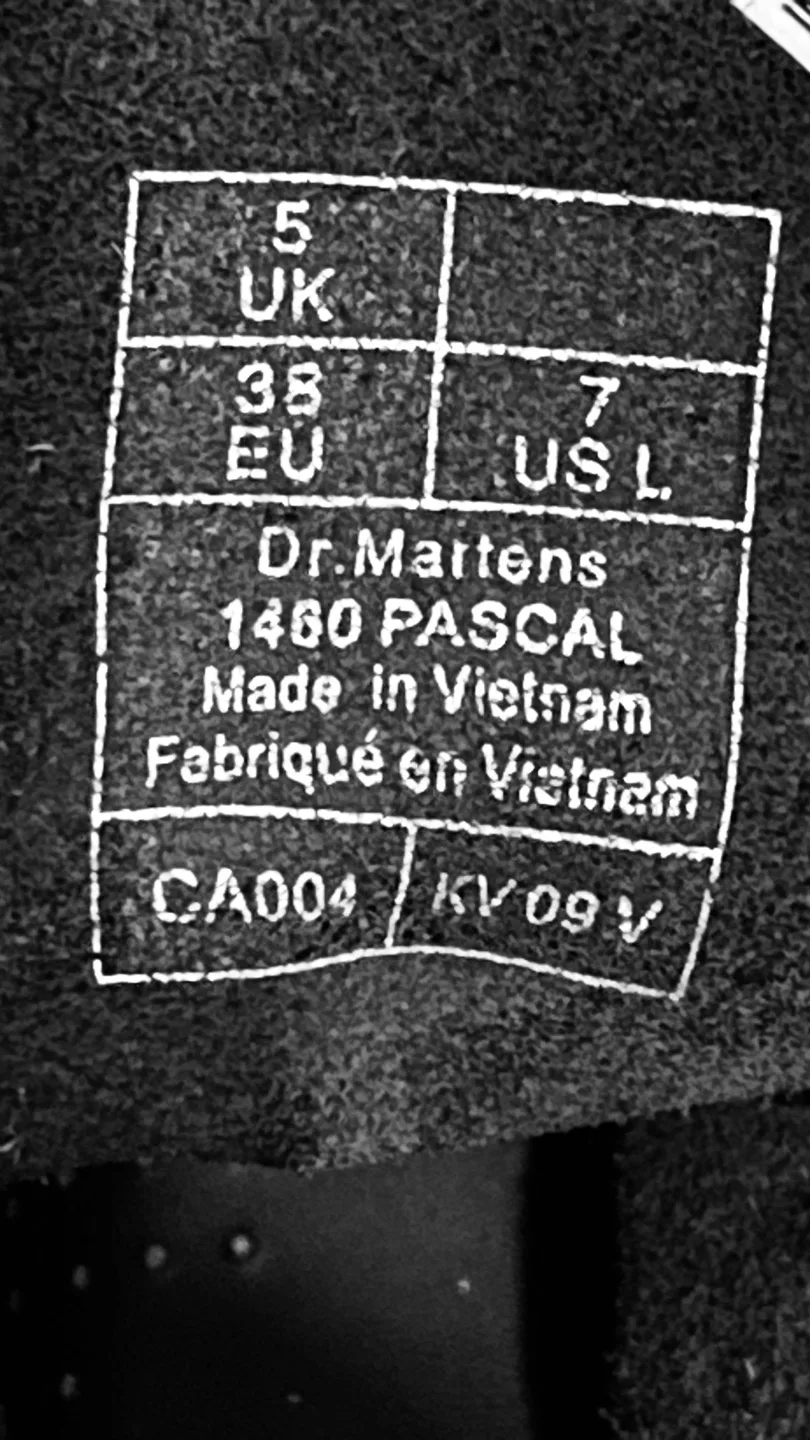 5
UK
38
EU
7
US L
Dr.Martens
1460 PASCAL
Made in Vietnam
Fabriqué en Vietnam
CA004
KV 09 V